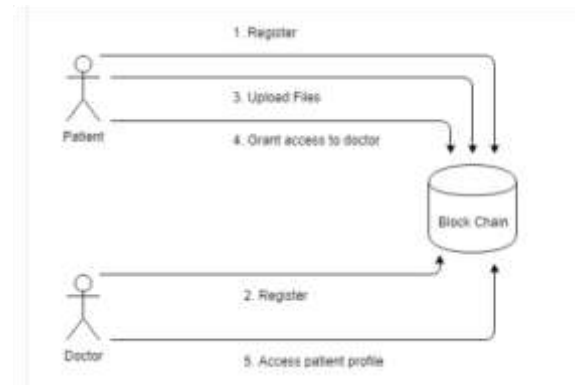 1. Register
3. Upload Files
Patient
4. Grant access to doctor
Block Chain
2. Register
Doctor
5. Access patient profile